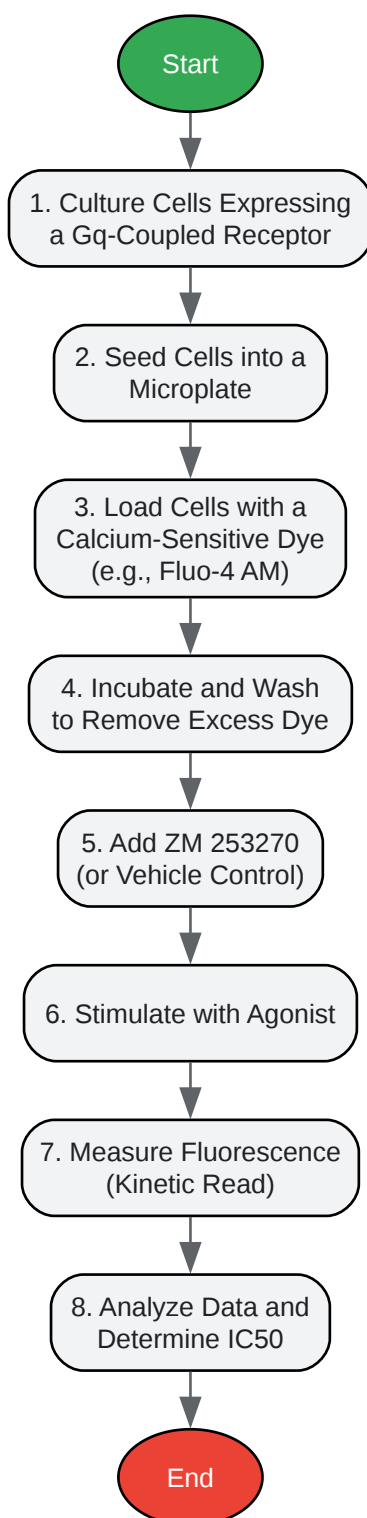 Start
1. Culture Cells Expressing
a Gq-Coupled Receptor
2. Seed Cells into a
Microplate
3. Load Cells with a
Calcium-Sensitive Dye
(e.g., Fluo-4 AM)
4. Incubate and Wash
to Remove Excess Dye
5. Add ZM 253270
(or Vehicle Control)
6. Stimulate with Agonist
7. Measure Fluorescence
(Kinetic Read)
8. Analyze Data and
Determine IC50
End